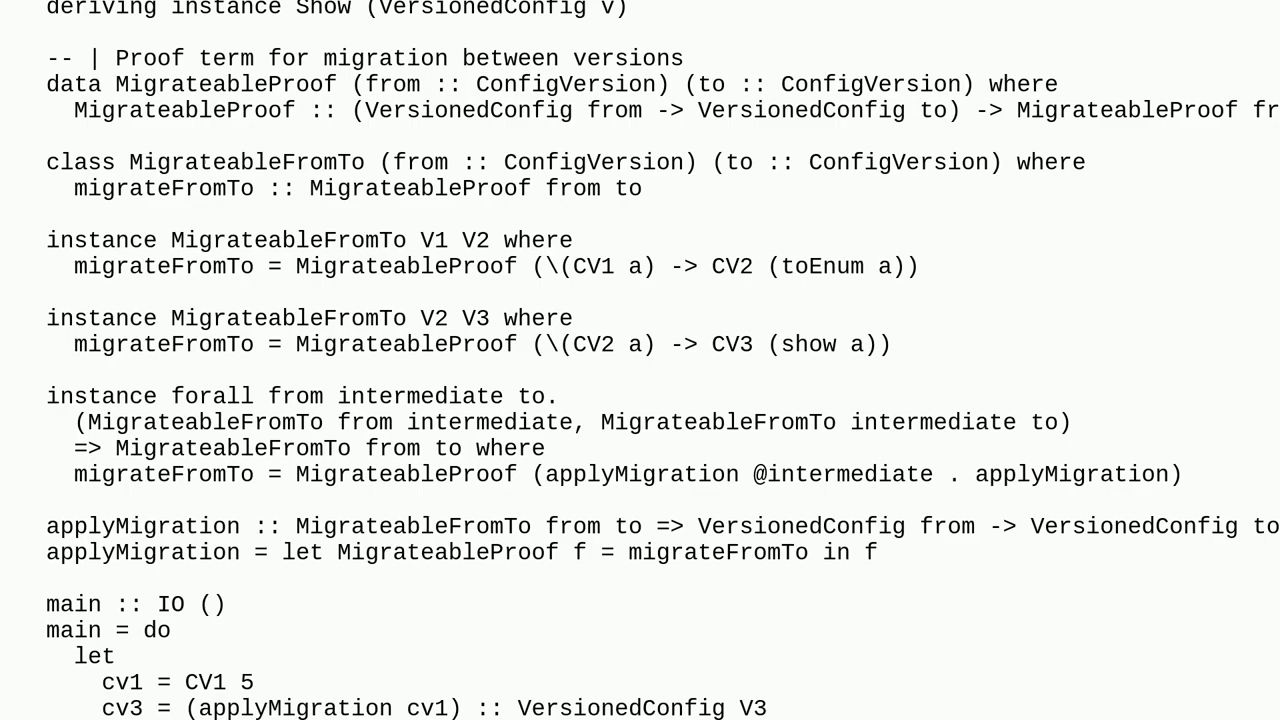 deriving instance Show (VersionedConfig v)
-- | Proof term for migration between versions
data MigrateableProof (from :: ConfigVersion) (to :: ConfigVersion) where
  MigrateableProof :: (VersionedConfig from -> VersionedConfig to) -> MigrateableProof fr
class MigrateableFromTo (from :: ConfigVersion) (to :: ConfigVersion) where
  migrateFromTo :: MigrateableProof from to
instance MigrateableFromTo V1 V2 where
  migrateFromTo = MigrateableProof (\(CV1 a) -> CV2 (toEnum a))
instance MigrateableFromTo V2 V3 where
  migrateFromTo = MigrateableProof (\(CV2 a) -> CV3 (show a))
instance forall from intermediate to.
  (MigrateableFromTo from intermediate, MigrateableFromTo intermediate to)
  => MigrateableFromTo from to where
  migrateFromTo = MigrateableProof (applyMigration @intermediate . applyMigration)
applyMigration :: MigrateableFromTo from to => VersionedConfig from -> VersionedConfig to
applyMigration = let MigrateableProof f = migrateFromTo in f
main :: IO ()
main = do
  let
    cv1 = CV1 5
    cv3 = (applyMigration cv1) :: VersionedConfig V3